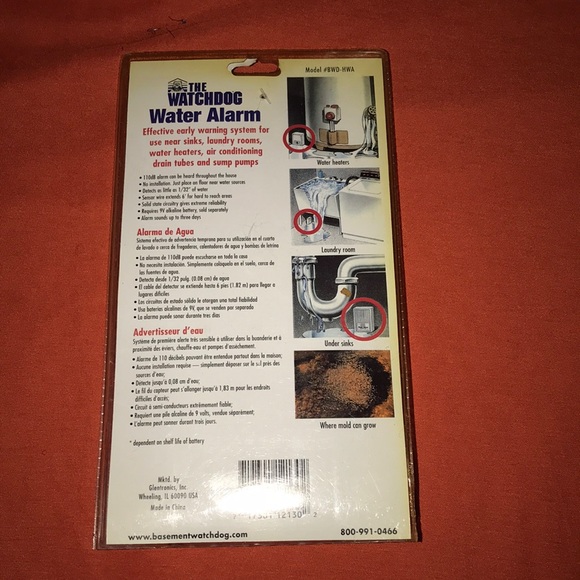 Model #BWD-HWA
THE
WATCHDOG
Water Alarm
Effective early warning system for
use near sinks, laundry rooms,
water heaters, air conditioning
drain tubes and sump pumps
• 110dB alarm can be heard throughout the house
• No installation. Just place on floor near water sources
• Detects as little as 1/32" of water
• Sensor wire extends 6' for hard to reach areas
• Solid state circuitry gives extreme reliability
• Requires 9V alkaline battery, sold separately
• Alarm sounds up to three days
Water heaters
Laundry room
Under sinks
Where mold can grow
Alarma de Agua
Sistema efectivo de advertencia temprana para su utilización en el cuarto
de lavado o cerca de fregaderos, calentadores de agua y bombas de letrina
• La alarma de 110dB puede escucharse en toda la casa
• No necesita instalación. Simplemente colóquelo en el suelo, cerca de
las fuentes de agua.
• Detecta desde 1/32 pulg. (0.08 cm) de agua
• El cable del detector se extiende hasta 6 pies (1.82 m) para llegar a
lugares difíciles
• Los circuitos de estado sólido le otorgan una total fiabilidad
• Use baterías alcalinas de 9V, que se venden por separado
• La alarma puede sonar durante tres días
Advertisseur d'eau
Système de première alerte très sensible à utiliser dans la buanderie et à
proximité des éviers, chauffe-eau et pompes d'assèchement.
• Alarme de 110 décibels pouvant être entendue partout dans la maison;
• Aucune installation requise — simplement déposer sur le sol près des
sources d'eau;
• Détecte jusqu'à 0,08 cm d'eau;
• Le fil du capteur peut s'allonger jusqu'à 1,83 m pour les endroits
difficiles d'accès;
• Circuit à semi-conducteurs extrêmement fiable;
• Requiert une pile alcaline de 9 volts, vendue séparément;
• L'alarme peut sonner durant trois jours.
* dependent on shelf life of battery
Mktd. by
Glentronics, Inc.
Wheeling, IL 60090 USA
Made in China
12130 2
www.basementwatchdog.com
800-991-0466